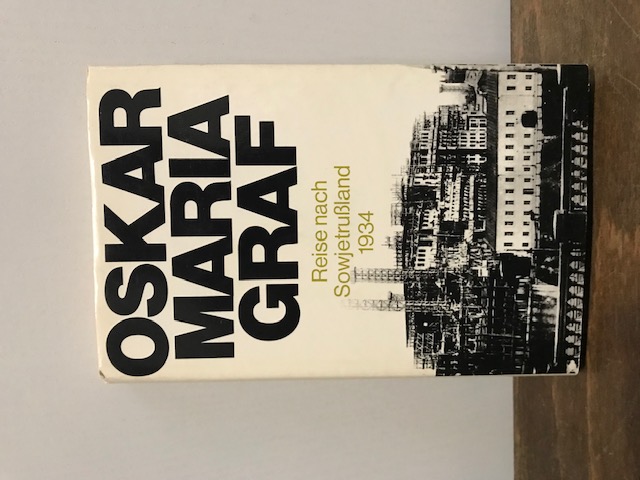 OSKAR
MARIA
GRAF
Reise nach
Sowjetrußland
1934